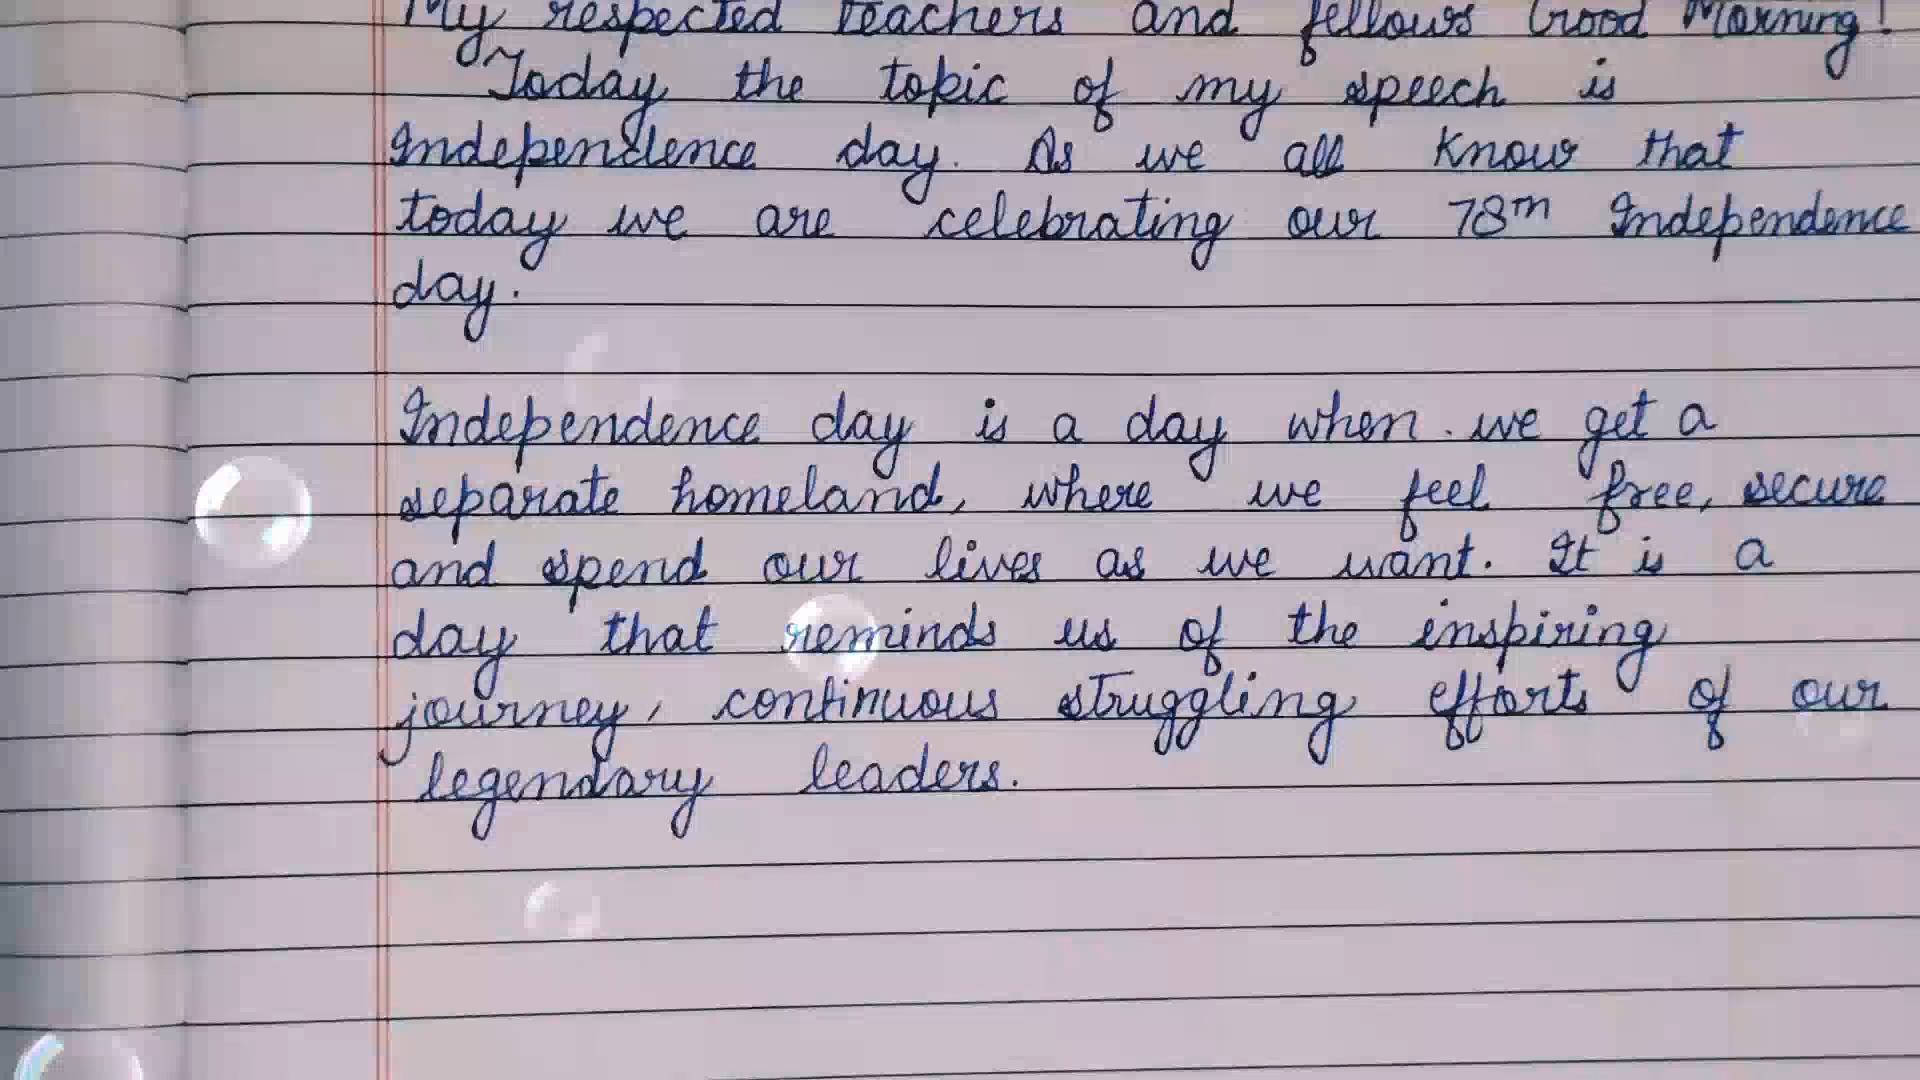 My respected teachers and fellows Good Morning!
Today the topic of my speech is
Independence day. As we all know that
today we are celebrating our 78th Independence
day.
Independence day is a day when. we get a
separate homeland, where we feel free, secure
and spend our lives as we want. It is a
day that reminds us of the inspiring
journey, continuous struggling efforts of our
legendary leaders.